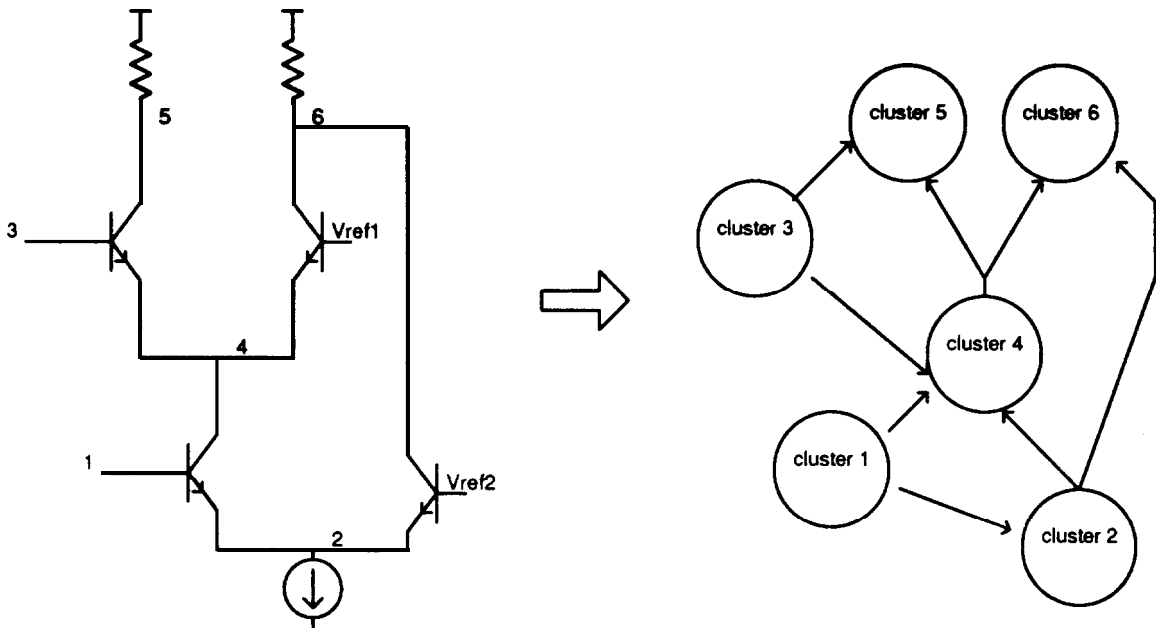 5
6
3
Vref1
4
1
Vref2
2
cluster 5
cluster 6
cluster 3
cluster 4
cluster 1
cluster 2